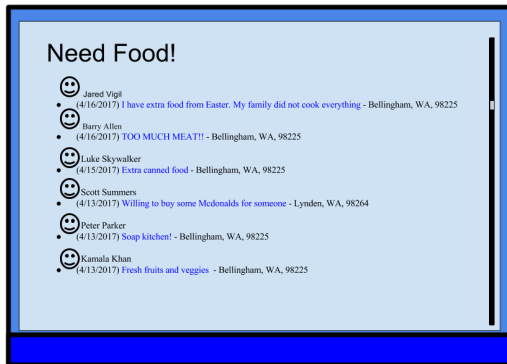 Need Food!
Jared Vigil
(4/16/2017) I have extra food from Easter. My family did not cook everything - Bellingham, WA, 98225
Barry Allen
(4/16/2017) TOO MUCH MEAT!! - Bellingham, WA, 98225
Luke Skywalker
(4/15/2017) Extra canned food - Bellingham, WA, 98225
Scott Summers
(4/13/2017) Willing to buy some Mcdonalds for someone - Lynden, WA, 98264
Peter Parker
(4/13/2017) Soap kitchen! - Bellingham, WA, 98225
Kamala Khan
(4/13/2017) Fresh fruits and veggies - Bellingham, WA, 98225